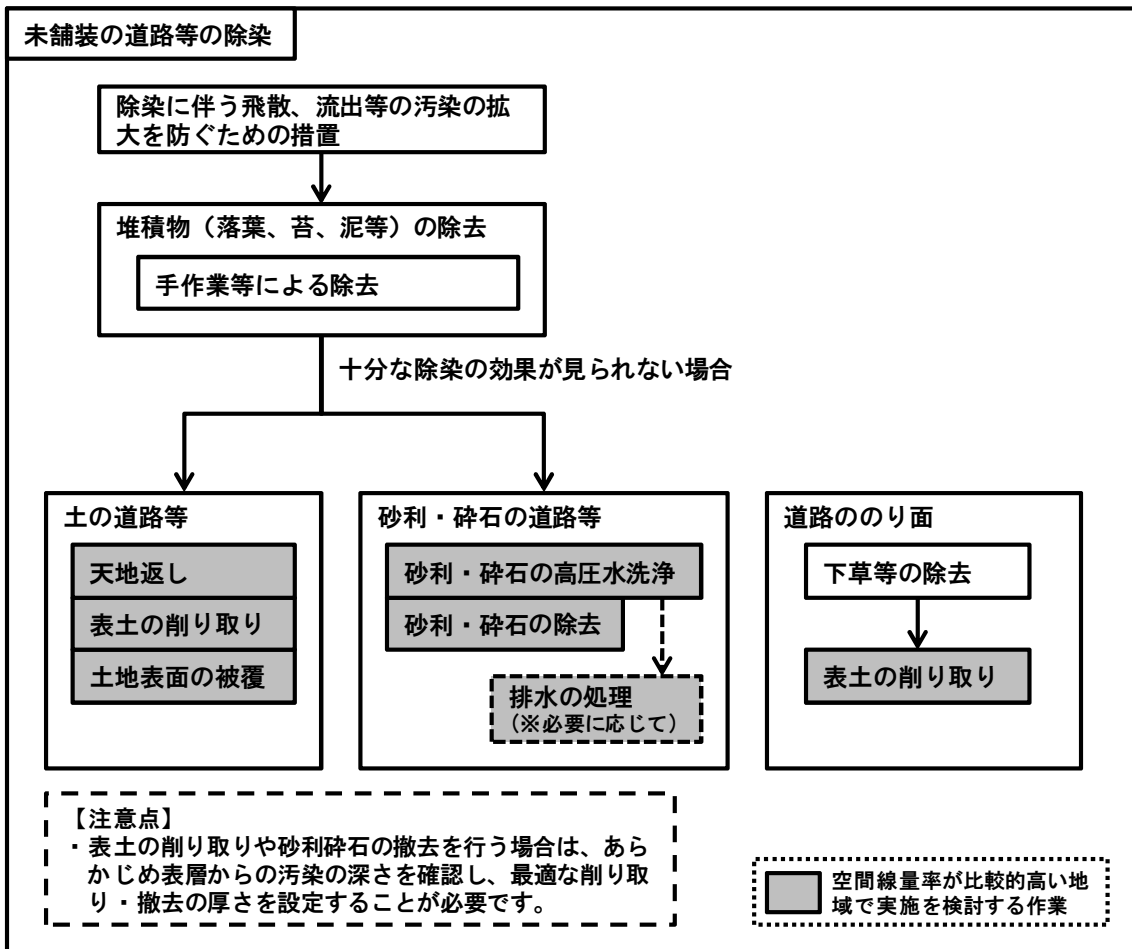 未舗装の道路等の除染
除染に伴う飛散、流出等の汚染の拡
大を防ぐための措置
堆積物（落葉、苔、泥等）の除去
手作業等による除去
十分な除染の効果が見られない場合
土の道路等
天地返し
表土の削り取り
土地表面の被覆
砂利・砕石の道路等
砂利・砕石の高圧水洗浄
砂利・砕石の除去
排水の処理
（※必要に応じて）
道路ののり面
下草等の除去
表土の削り取り
【注意点】
・表土の削り取りや砂利砕石の撤去を行う場合は、あら
かじめ表層からの汚染の深さを確認し、最適な削り取
り・撤去の厚さを設定することが必要です。
空間線量率が比較的高い地
域で実施を検討する作業